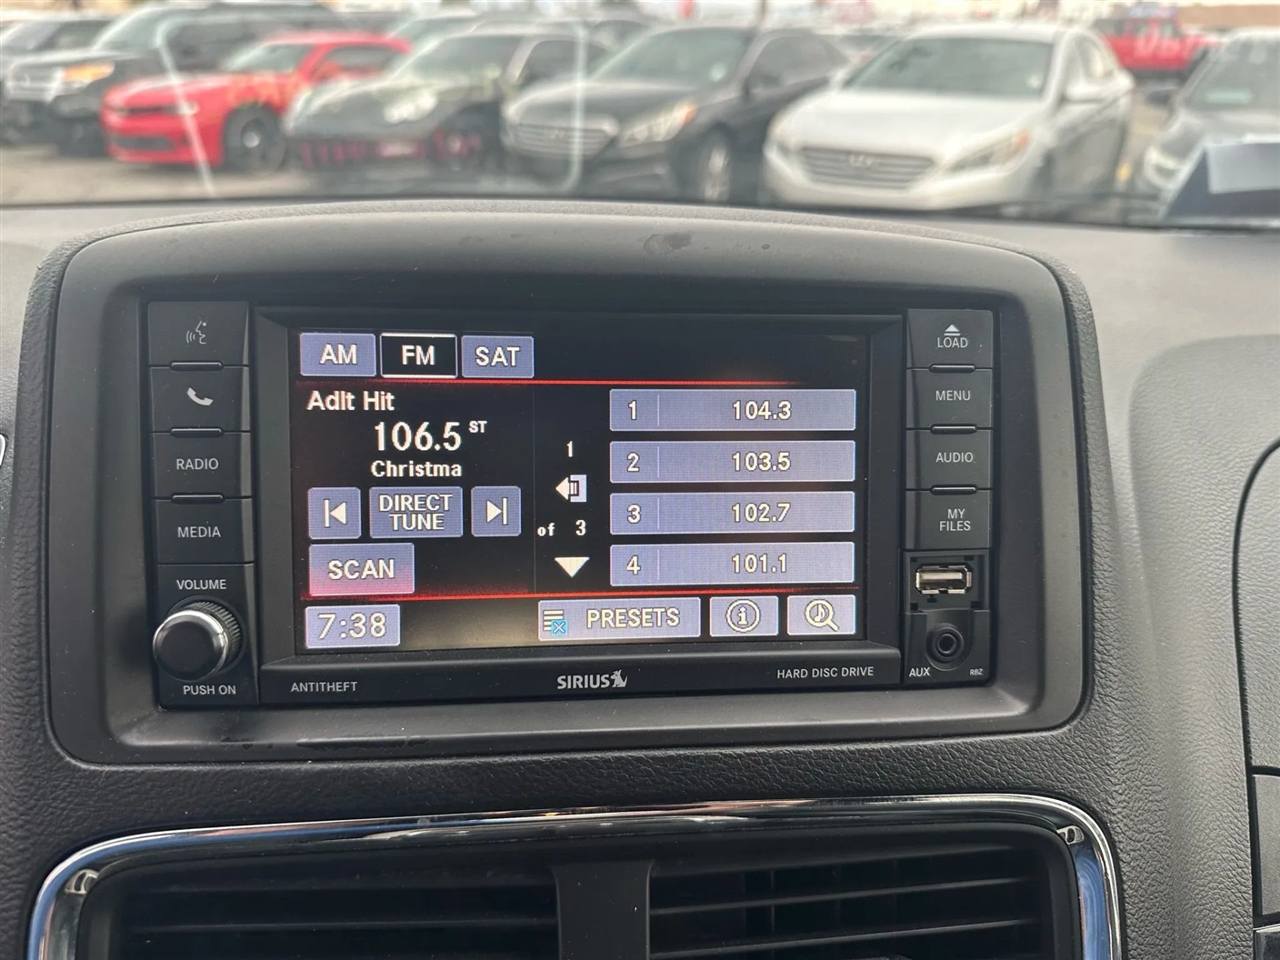 AM
FM
SAT
Adlt Hit
106.5 ST
Christma
DIRECT
TUNE
SCAN
7:38
1
of 3
1 104.3
2 103.5
3 102.7
4 101.1
PRESETS
RADIO
MEDIA
VOLUME
PUSH ON
ANTITHEFT
SIRIUS
HARD DISC DRIVE
LOAD
MENU
AUDIO
MY
FILES
AUX
RBZ